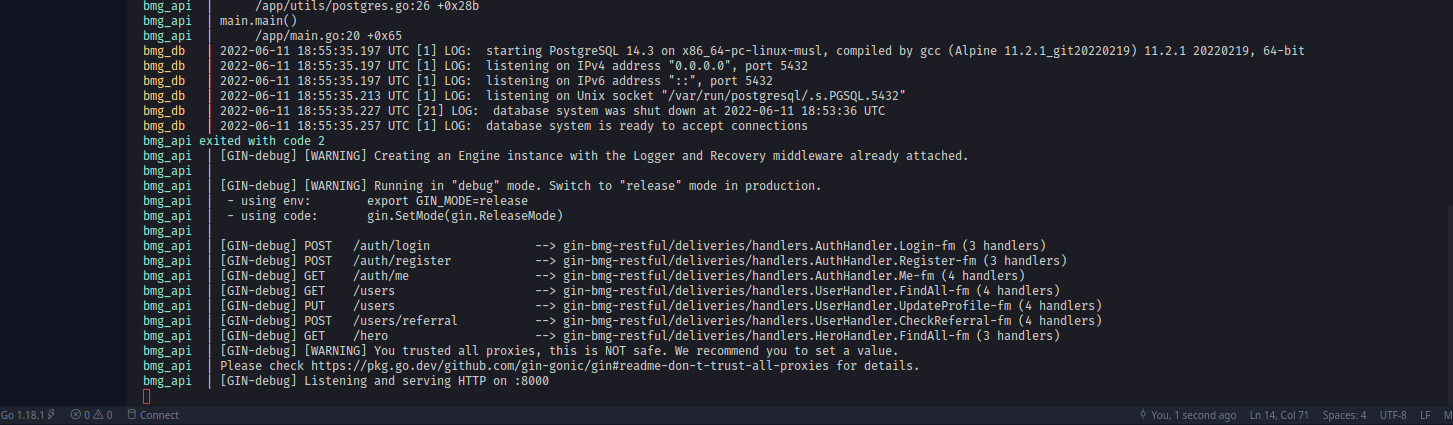 bmg_api | /app/utils/postgres.go:26 +0x28b
bmg_api | main.main()
bmg_api | /app/main.go:20 +0x65
bmg_db | 2022-06-11 18:55:35.197 UTC [1] LOG: starting PostgreSQL 14.3 on x86_64-pc-linux-musl, compiled by gcc (Alpine 11.2.1_git20220219) 11.2.1 20220219, 64-bit
bmg_db | 2022-06-11 18:55:35.197 UTC [1] LOG: listening on IPv4 address "0.0.0.0", port 5432
bmg_db | 2022-06-11 18:55:35.197 UTC [1] LOG: listening on IPv6 address "::", port 5432
bmg_db | 2022-06-11 18:55:35.213 UTC [1] LOG: listening on Unix socket "/var/run/postgresql/.s.PGSQL.5432"
bmg_db | 2022-06-11 18:55:35.227 UTC [21] LOG: database system was shut down at 2022-06-11 18:53:36 UTC
bmg_db | 2022-06-11 18:55:35.257 UTC [1] LOG: database system is ready to accept connections
bmg_api exited with code 2
bmg_api | [GIN-debug] [WARNING] Creating an Engine instance with the Logger and Recovery middleware already attached.
bmg_api |
bmg_api | [GIN-debug] [WARNING] Running in "debug" mode. Switch to "release" mode in production.
bmg_api | - using env: export GIN_MODE=release
bmg_api | - using code: gin.SetMode(gin.ReleaseMode)
bmg_api |
bmg_api | [GIN-debug] POST /auth/login --> gin-bmg-restful/deliveries/handlers.AuthHandler.Login-fm (3 handlers)
bmg_api | [GIN-debug] POST /auth/register --> gin-bmg-restful/deliveries/handlers.AuthHandler.Register-fm (3 handlers)
bmg_api | [GIN-debug] GET /auth/me --> gin-bmg-restful/deliveries/handlers.AuthHandler.Me-fm (4 handlers)
bmg_api | [GIN-debug] GET /users --> gin-bmg-restful/deliveries/handlers.UserHandler.FindAll-fm (4 handlers)
bmg_api | [GIN-debug] PUT /users --> gin-bmg-restful/deliveries/handlers.UserHandler.UpdateProfile-fm (4 handlers)
bmg_api | [GIN-debug] POST /users/referral --> gin-bmg-restful/deliveries/handlers.UserHandler.CheckReferral-fm (4 handlers)
bmg_api | [GIN-debug] GET /hero --> gin-bmg-restful/deliveries/handlers.HeroHandler.FindAll-fm (3 handlers)
bmg_api | [GIN-debug] [WARNING] You trusted all proxies, this is NOT safe. We recommend you to set a value.
bmg_api | Please check https://pkg.go.dev/github.com/gin-gonic/gin#readme-don-t-trust-all-proxies for details.
bmg_api | [GIN-debug] Listening and serving HTTP on :8000
Go 1.18.1 0 0 Connect You, 1 second ago Ln 14, Col 71 Spaces: 4 UTF-8 LF M